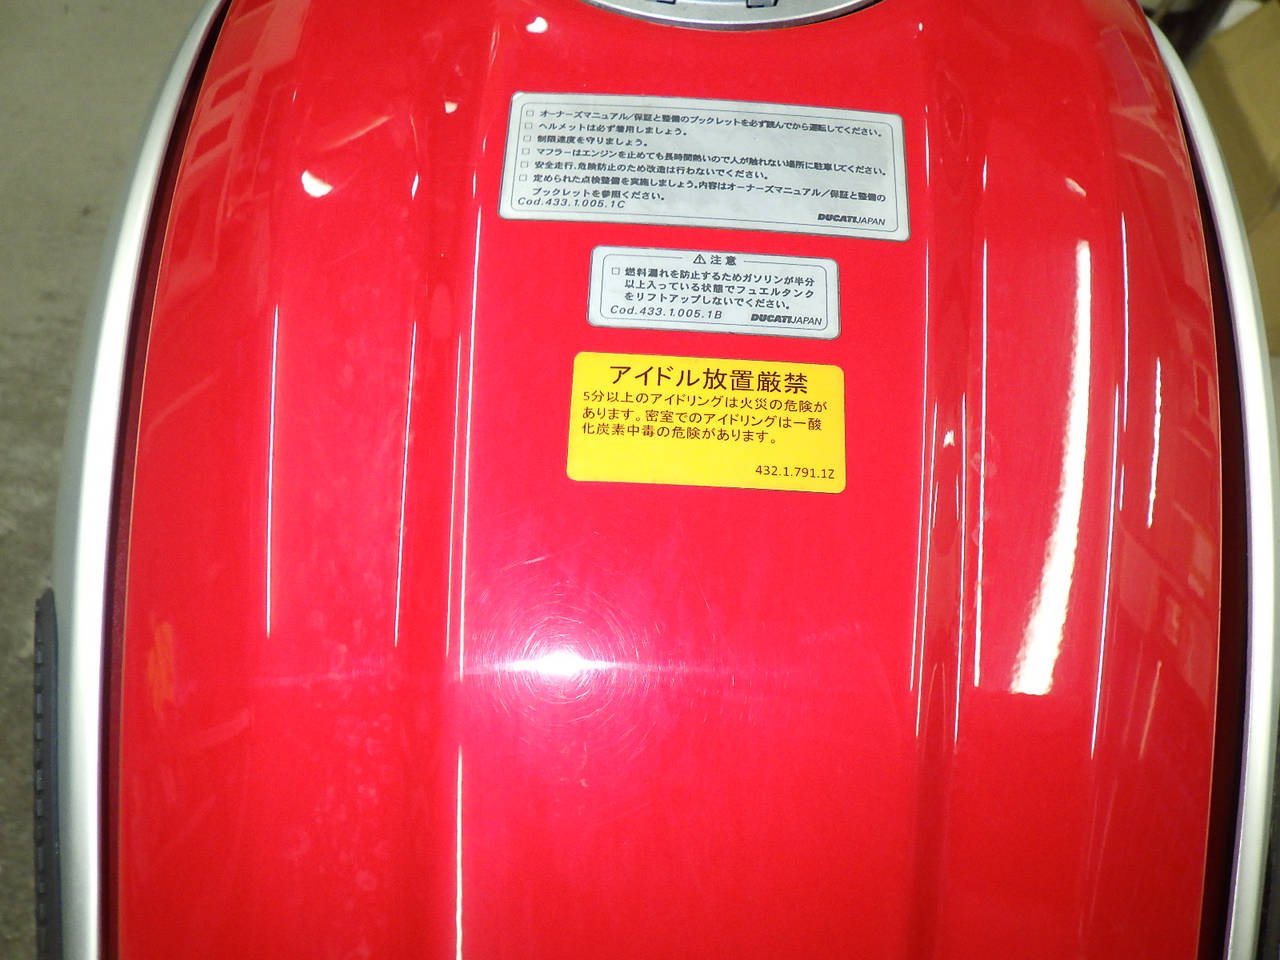 □ オーナーズマニュアル/保証と整備のブックレットを必ず読んでから運転してください。
□ ヘルメットは必ず着用しましょう。
□ 制限速度を守りましょう。
□ マフラーはエンジンを止めても長時間熱いので人が触れない場所に駐車してください。
□ 安全走行、危険防止のため改造は行わないでください。
□ 定められた点検整備を実施しましょう。内容はオーナーズマニュアル/保証と整備の
ブックレットを参照ください。
Cod.433.1.005.1C
DUCATIJAPAN
⚠注意
□ 燃料漏れを防止するためガソリンが半分
以上入っている状態でフュエルタンク
をリフトアップしないでください。
Cod.433.1.005.1B DUCATIJAPAN
アイドル放置厳禁
5分以上のアイドリングは火災の危険が
あります。密室でのアイドリングは一酸
化炭素中毒の危険があります。
432.1.791.1Z